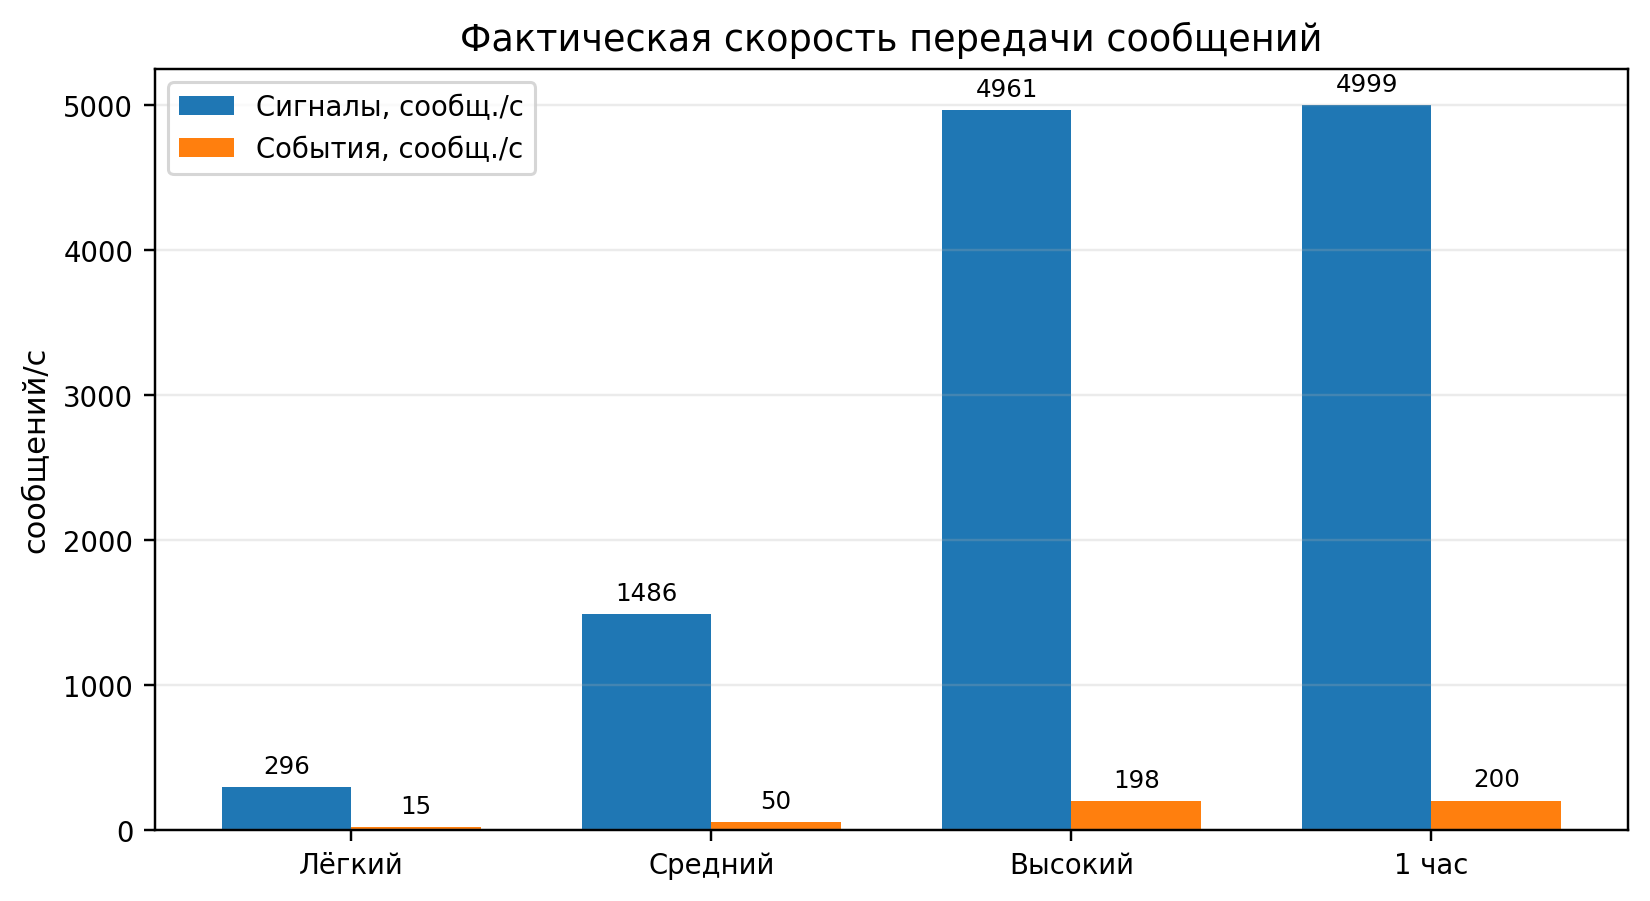 Фактическая скорость передачи сообщений
Сигналы, сообщ./с
События, сообщ./с
сообщений/с
5000
4000
3000
2000
1000
0
296
15
1486
50
4961
198
4999
200
Лёгкий
Средний
Высокий
1 час